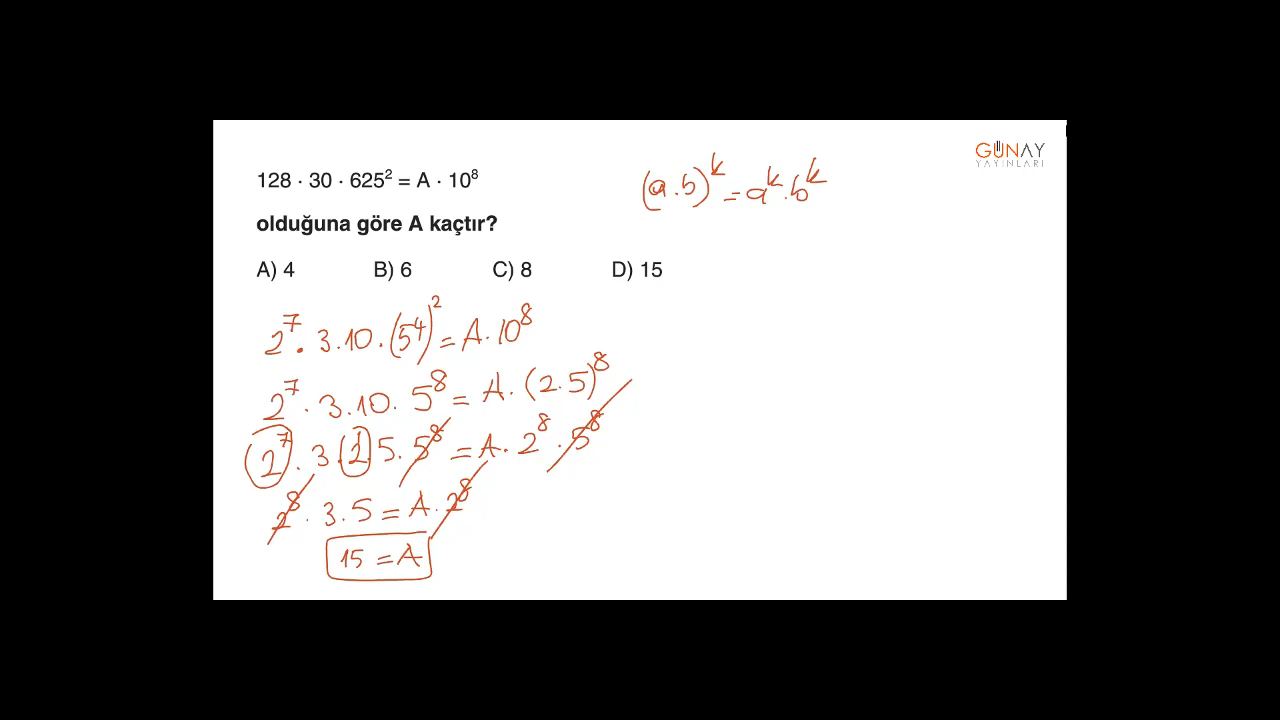 GÜNAY
YAYINLARI
128 · 30 · 625² = A · 10⁸
(a.b)ᵏ = aᵏ.bᵏ
olduğuna göre A kaçtır?
A) 4 B) 6 C) 8 D) 15
2⁷ . 3.10.(5⁴)² = A.10⁸
2⁷ . 3.10. 5⁸ = A. (2.5)⁸
(2⁷ . 3.2.5.5⁸ = A. 2⁸ . 5⁸
2⁸ . 3.5 = A. 2⁸
15 = A